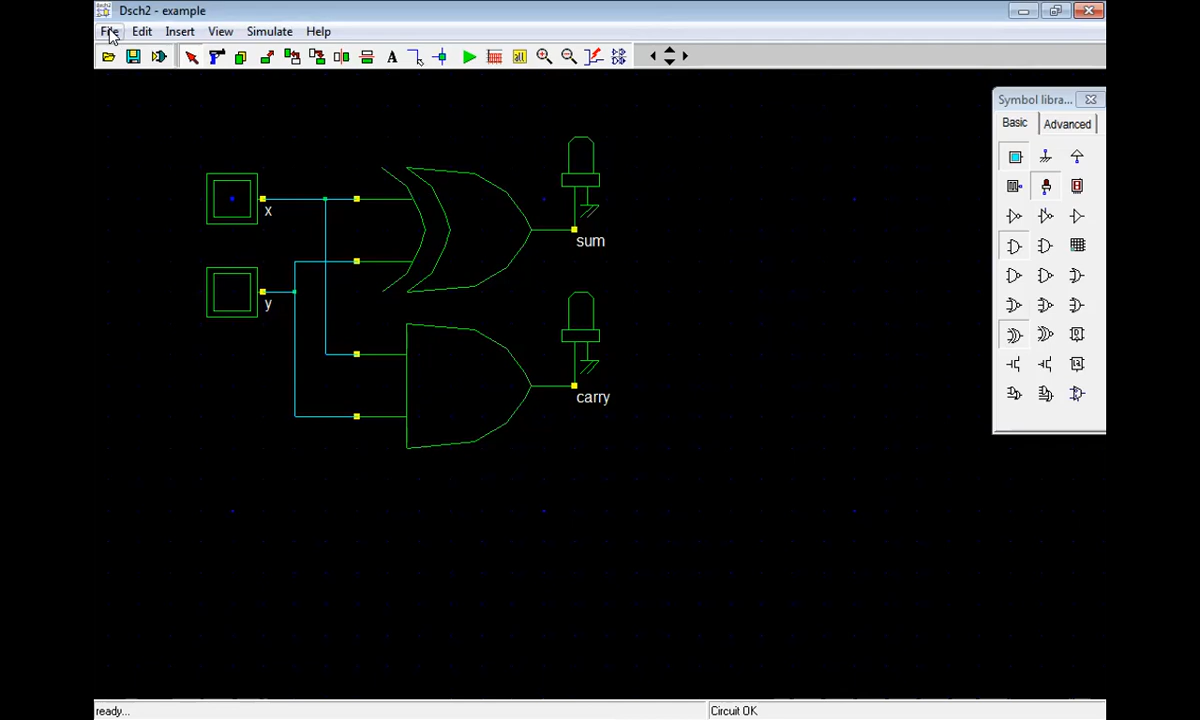 Dsch2 - example
File Edit Insert View Simulate Help
A
Symbol libra...
Basic Advanced
x
sum
y
carry
ready...
Circuit OK